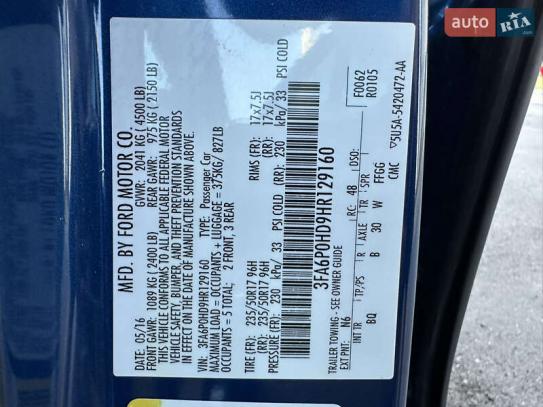 auto RIA
MFD. BY FORD MOTOR CO.
DATE: 05/16 GVWR: 2041 KG ( 4500 LB)
FRONT GAWR: 1089 KG ( 2400LB) REAR GAWR: 975 KG ( 2150 LB)
THIS VEHICLE CONFORMS TO ALL APPLICABLE FEDERAL MOTOR
VEHICLE SAFETY, BUMPER, AND THEFT PREVENTION STANDARDS
IN EFFECT ON THE DATE OF MANUFACTURE SHOWN ABOVE.
VIN: 3FA6P0HD9HR129160 TYPE: Passenger Car
MAXIMUM LOAD = OCCUPANTS + LUGGAGE = 375KG/ 827LB
OCCUPANTS = 5 TOTAL; 2 FRONT, 3 REAR
TIRE (FR): 235/50R17 96H RIMS (FR): 17x7.5J
(RR): 235/50R17 96H (RR): 17x7.5J
PRESSURE (FR): 230 kPa/ 33 PSI COLD (RR): 230 kPa/ 33 PSI COLD
3FA6P0HD9HR129160
TRAILER TOWING - SEE OWNER GUIDE F0062
EXT PNT: N6 RC: 4B DSO: R0105
INT TR TP/PS R AXLE TR SPR
BQ B 30 W FFGG
CMC 5U5A-5420472-AA